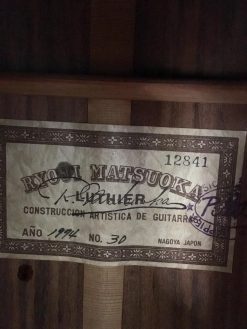 12841
RYOJI MATSUOKA
LUTHIER
CONSTRUCCION ARTISTICA DE GUITARRAS
AÑO 1994 NO. 30
NAGOYA JAPON